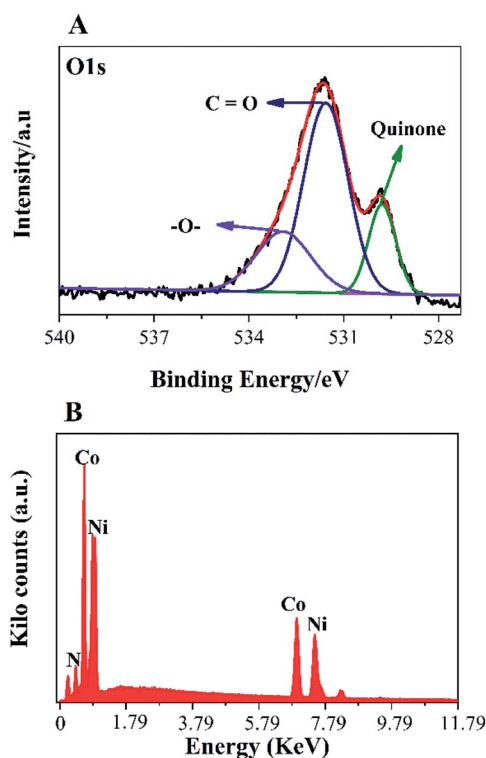 A
O1s
C = O
Quinone
-O-
Intensity/a.u
540 537 534 531 528
Binding Energy/eV
B
Co
Ni
N
Co
Ni
Kilo counts (a.u.)
0 1.79 3.79 5.79 7.79 9.79 11.79
Energy (KeV)